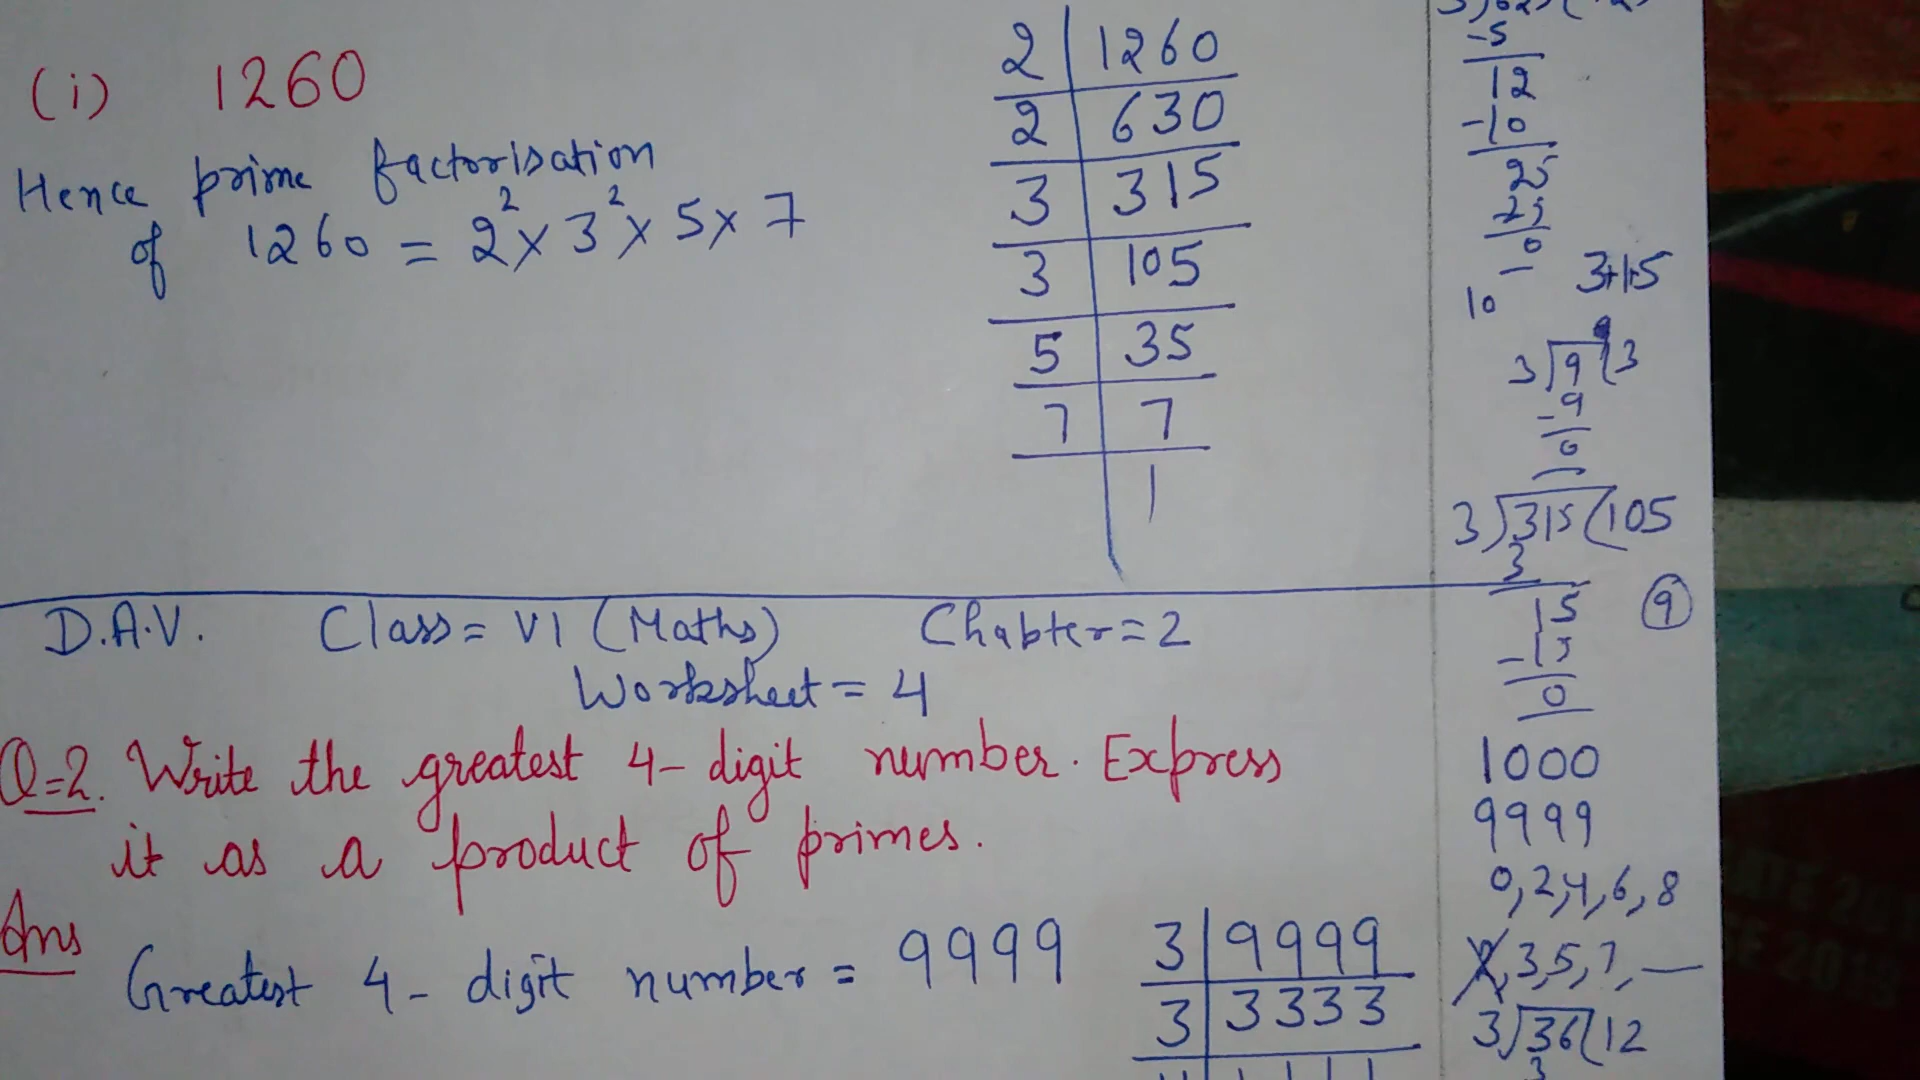 (i) 1260
Hence prime factorisation
of 1260 = 2² × 3² × 5 × 7
2 | 1260
2 | 630
3 | 315
3 | 105
5 | 35
7 | 7
1
-5
12
-10
25
25
0
10
3+1+5
3)9(3
-9
0
3)315(105
3
15
-15
0
9
D.A.V. Class = VI (Maths) Chapter = 2
Worksheet = 4
Q=2. Write the greatest 4-digit number. Express
it as a product of primes.
Ans
Greatest 4-digit number = 9999
3 | 9999
3 | 3333
1000
9999
0,2,4,6,8
2,3,5,7,—
3)36(12
3